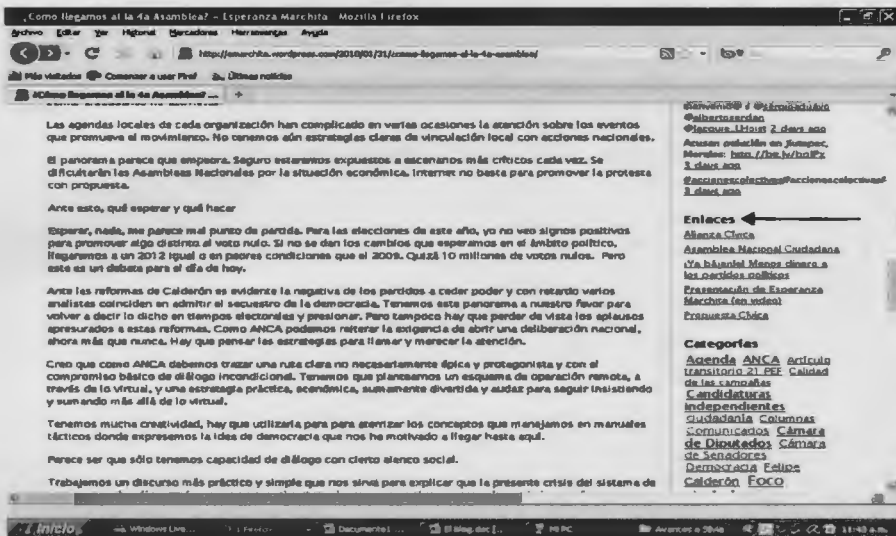 ¿Como llegamos al la 4a Asamblea? - Esperanza Marchita - Mozilla Firefox
Archivo Editar Ver Historial Marcadores Herramientas Ayuda
http://emarchita.wordpress.com/2010/01/31/como-llegamos-al-la-4a-asamblea/
Más visitados Comenzar a usar Firef Últimas noticias
¿Cómo llegamos al la 4a Asamblea? ...
Las agendas locales de cada organización han complicado en varias ocasiones la atención sobre los eventos
que promueve el movimiento. No tenemos aún estrategias claras de vinculación local con acciones nacionales.
El panorama parece que empeora. Seguro estaremos expuestos a escenarios más críticos cada vez. Se
dificultarán las Asambleas Nacionales por la situación económica. Internet no basta para promover la protesta
con propuesta.
Ante esto, qué esperar y qué hacer
Esperar, nada, me parece mal punto de partida. Para las elecciones de este año, yo no veo signos positivos
para promover algo distinto al voto nulo. Si no se dan los cambios que esperamos en el ámbito político,
llegaremos a un 2012 igual o en peores condiciones que el 2009. Quizá 10 millones de votos nulos. Pero
este es un debate para el día de hoy.
Ante las reformas de Calderón es evidente la negativa de los partidos a ceder poder y con retardo varios
analistas coinciden en admitir el secuestro de la democracia. Tenemos este panorama a nuestro favor para
volver a decir lo dicho en tiempos electorales y presionar. Pero tampoco hay que perder de vista los aplausos
apresurados a estas reformas. Como ANCA podemos reiterar la exigencia de abrir una deliberación nacional,
ahora más que nunca. Hay que pensar las estrategias para llamar y merecer la atención.
Creo que como ANCA debemos trazar una ruta clara no necesariamente épica y protagonista y con el
compromiso básico de diálogo incondicional. Tenemos que plantearnos un esquema de operación remota, a
través de lo virtual, y una estrategia práctica, económica, sumamente divertida y audaz para seguir insistiendo
y sumando más allá de lo virtual.
Tenemos mucha creatividad, hay que utilizarla para para aterrizar los conceptos que manejamos en manuales
tácticos donde expresemos la idea de democracia que nos ha motivado a llegar hasta aquí.
Parece ser que sólo tenemos capacidad de diálogo con cierto elenco social.
Trabajemos un discurso más práctico y simple que nos sirva para explicar que la presente crisis del sistema de
@albertoserdan
2 days ago
Acusan en Jiutepec,
Morelos:
3 days ago
3 days ago
Enlaces
Alianza Cívica
Asamblea Nacional Ciudadana
¡Ya bájenle! Menos dinero a
los partidos políticos
Presentación de Esperanza
Marchita (en video)
Propuesta Cívica
Categorías
Agenda ANCA Artículo
transitorio 21 PEF Calidad
de las campañas
Candidaturas
independientes
ciudadanía Columnas
Comunicados Cámara
de Diputados Cámara
de Senadores
Democracia Felipe
Calderón Foco
Inicio Windows Live... Documento1 ... El blog.doc [... MI PC Avances a Silvia 11:43 a.m.